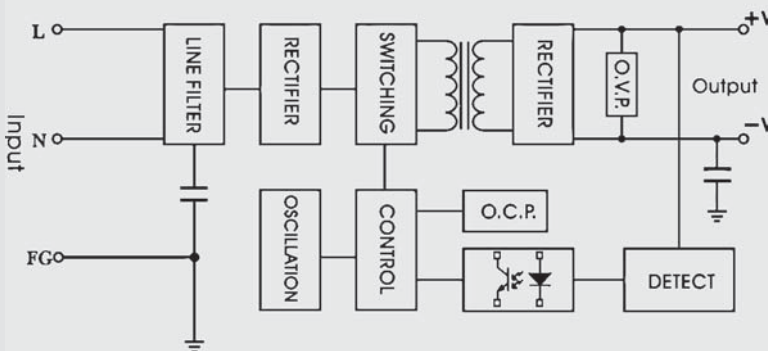 L
N
FG
Input
LINE FILTER
RECTIFIER
SWITCHING
RECTIFIER
O.V.P.
+V
Output
−V
OSCILLATION
CONTROL
O.C.P.
DETECT